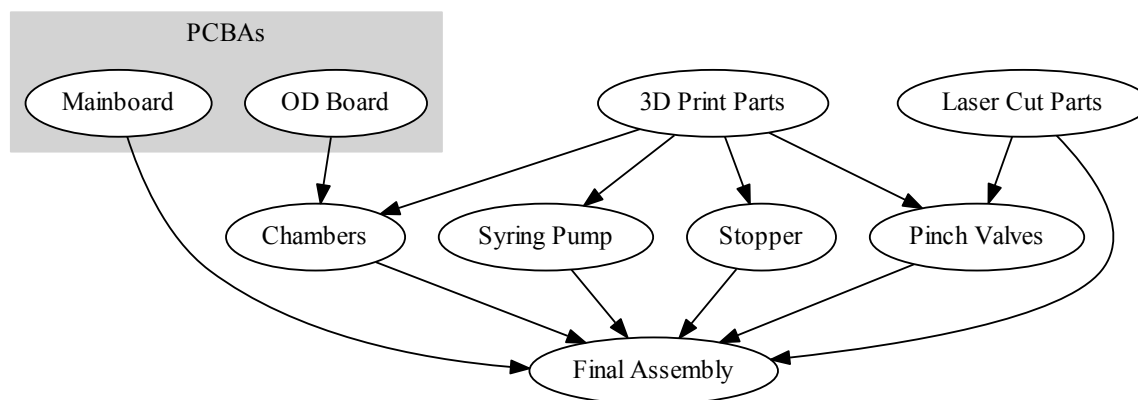 PCBAs
Mainboard
OD Board
3D Print Parts
Laser Cut Parts
Chambers
Syring Pump
Stopper
Pinch Valves
Final Assembly